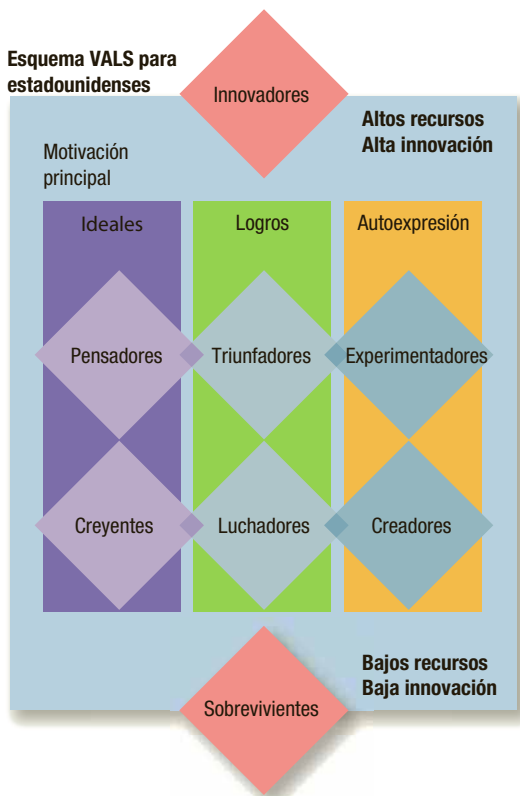 Esquema VALS para
estadounidenses
Innovadores
Altos recursos
Alta innovación
Motivación
principal
Ideales
Logros
Autoexpresión
Pensadores
Triunfadores
Experimentadores
Creyentes
Luchadores
Creadores
Bajos recursos
Baja innovación
Sobrevivientes